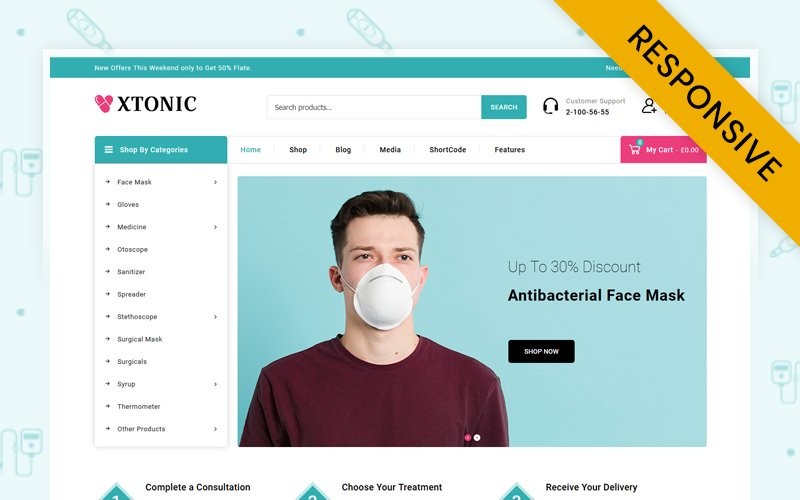 RESPONSIVE
New Offers This Weekend only to Get 50% Flate.
XTONIC
Search products...
SEARCH
Customer Support
2-100-56-55
Shop By Categories
Home
Shop
Blog
Media
ShortCode
Features
0
My Cart - £0.00
Face Mask
Gloves
Medicine
Otoscope
Sanitizer
Spreader
Stethoscope
Surgical Mask
Surgicals
Syrup
Thermometer
Other Products
Up To 30% Discount
Antibacterial Face Mask
SHOP NOW
Complete a Consultation
Choose Your Treatment
Receive Your Delivery